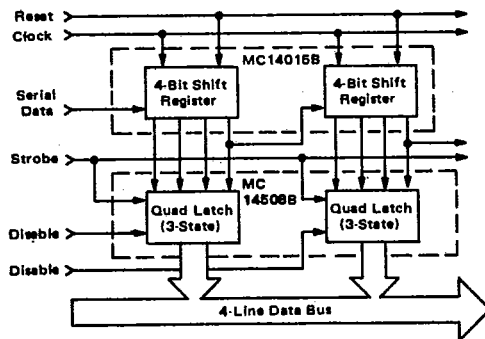 Reset
Clock
MC14015B
4-Bit Shift
Register
4-Bit Shift
Register
Serial
Data
Strobe
MC
14508B
Quad Latch
(3-State)
Quad Latch
(3-State)
Disable
Disable
4-Line Data Bus